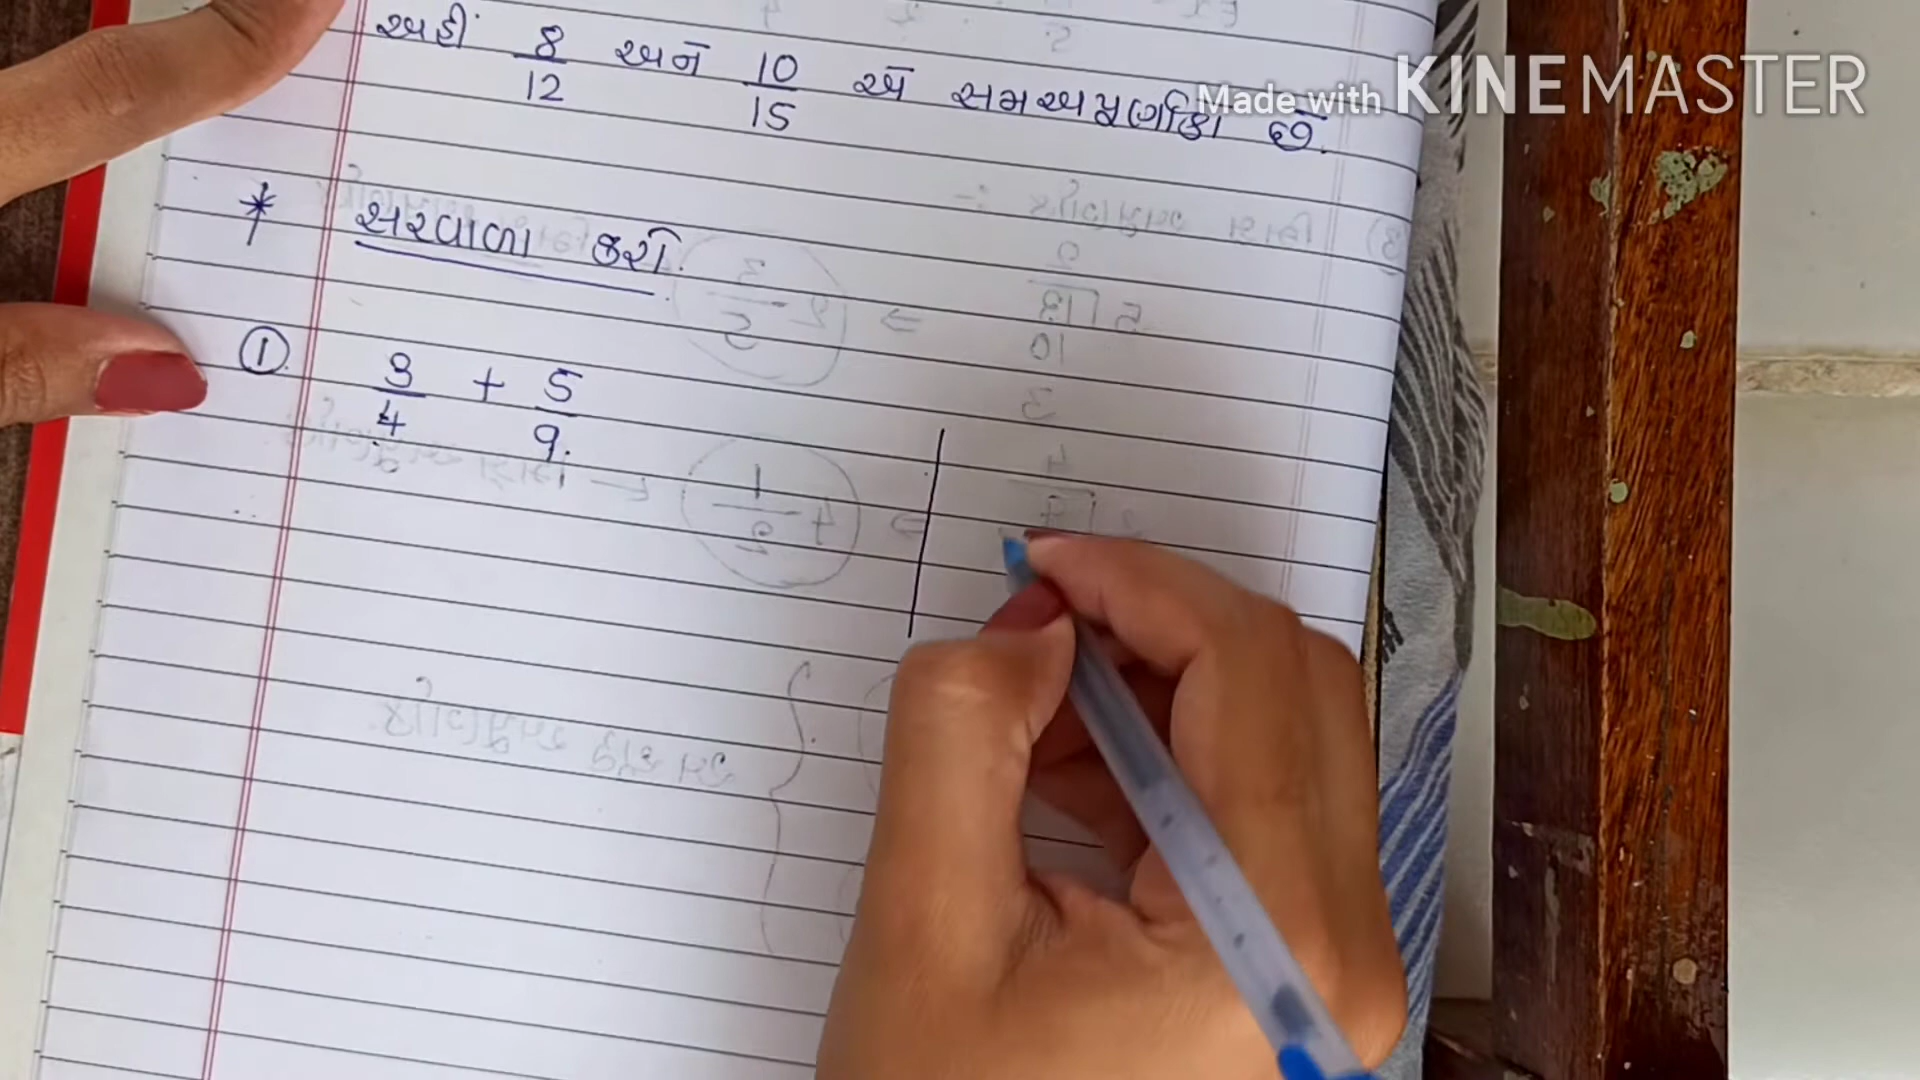 અહીં 8/12 અને 10/15 એ સમઅપૂર્ણાંકો છે.
Made with KINEMASTER
* સરવાળા કરો.
① 3/4 + 5/9.